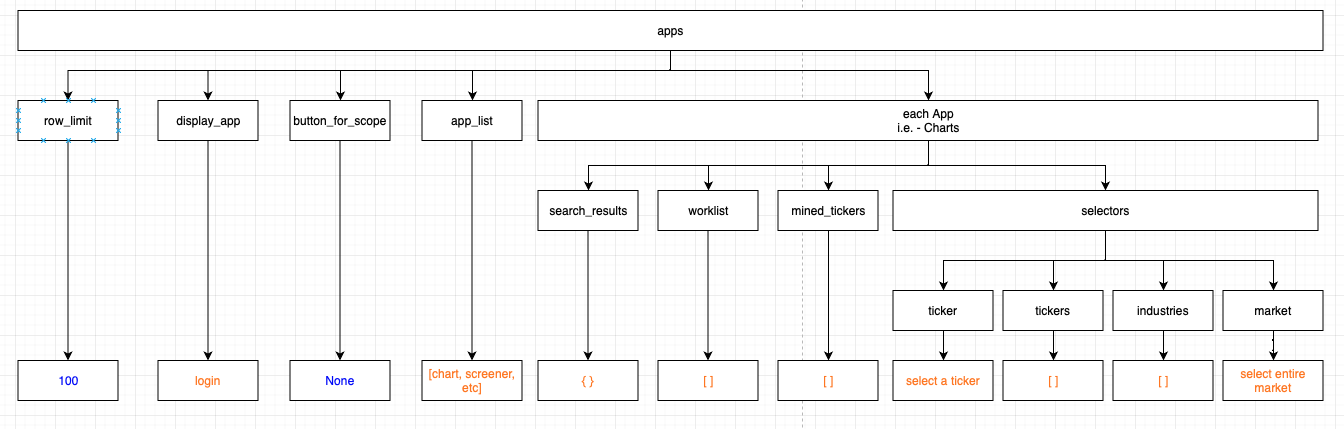 apps
row_limit
display_app
button_for_scope
app_list
each App
i.e. - Charts
search_results
worklist
mined_tickers
selectors
ticker
tickers
industries
market
100
login
None
[chart, screener,
etc]
{ }
[ ]
[ ]
select a ticker
[ ]
[ ]
select entire
market